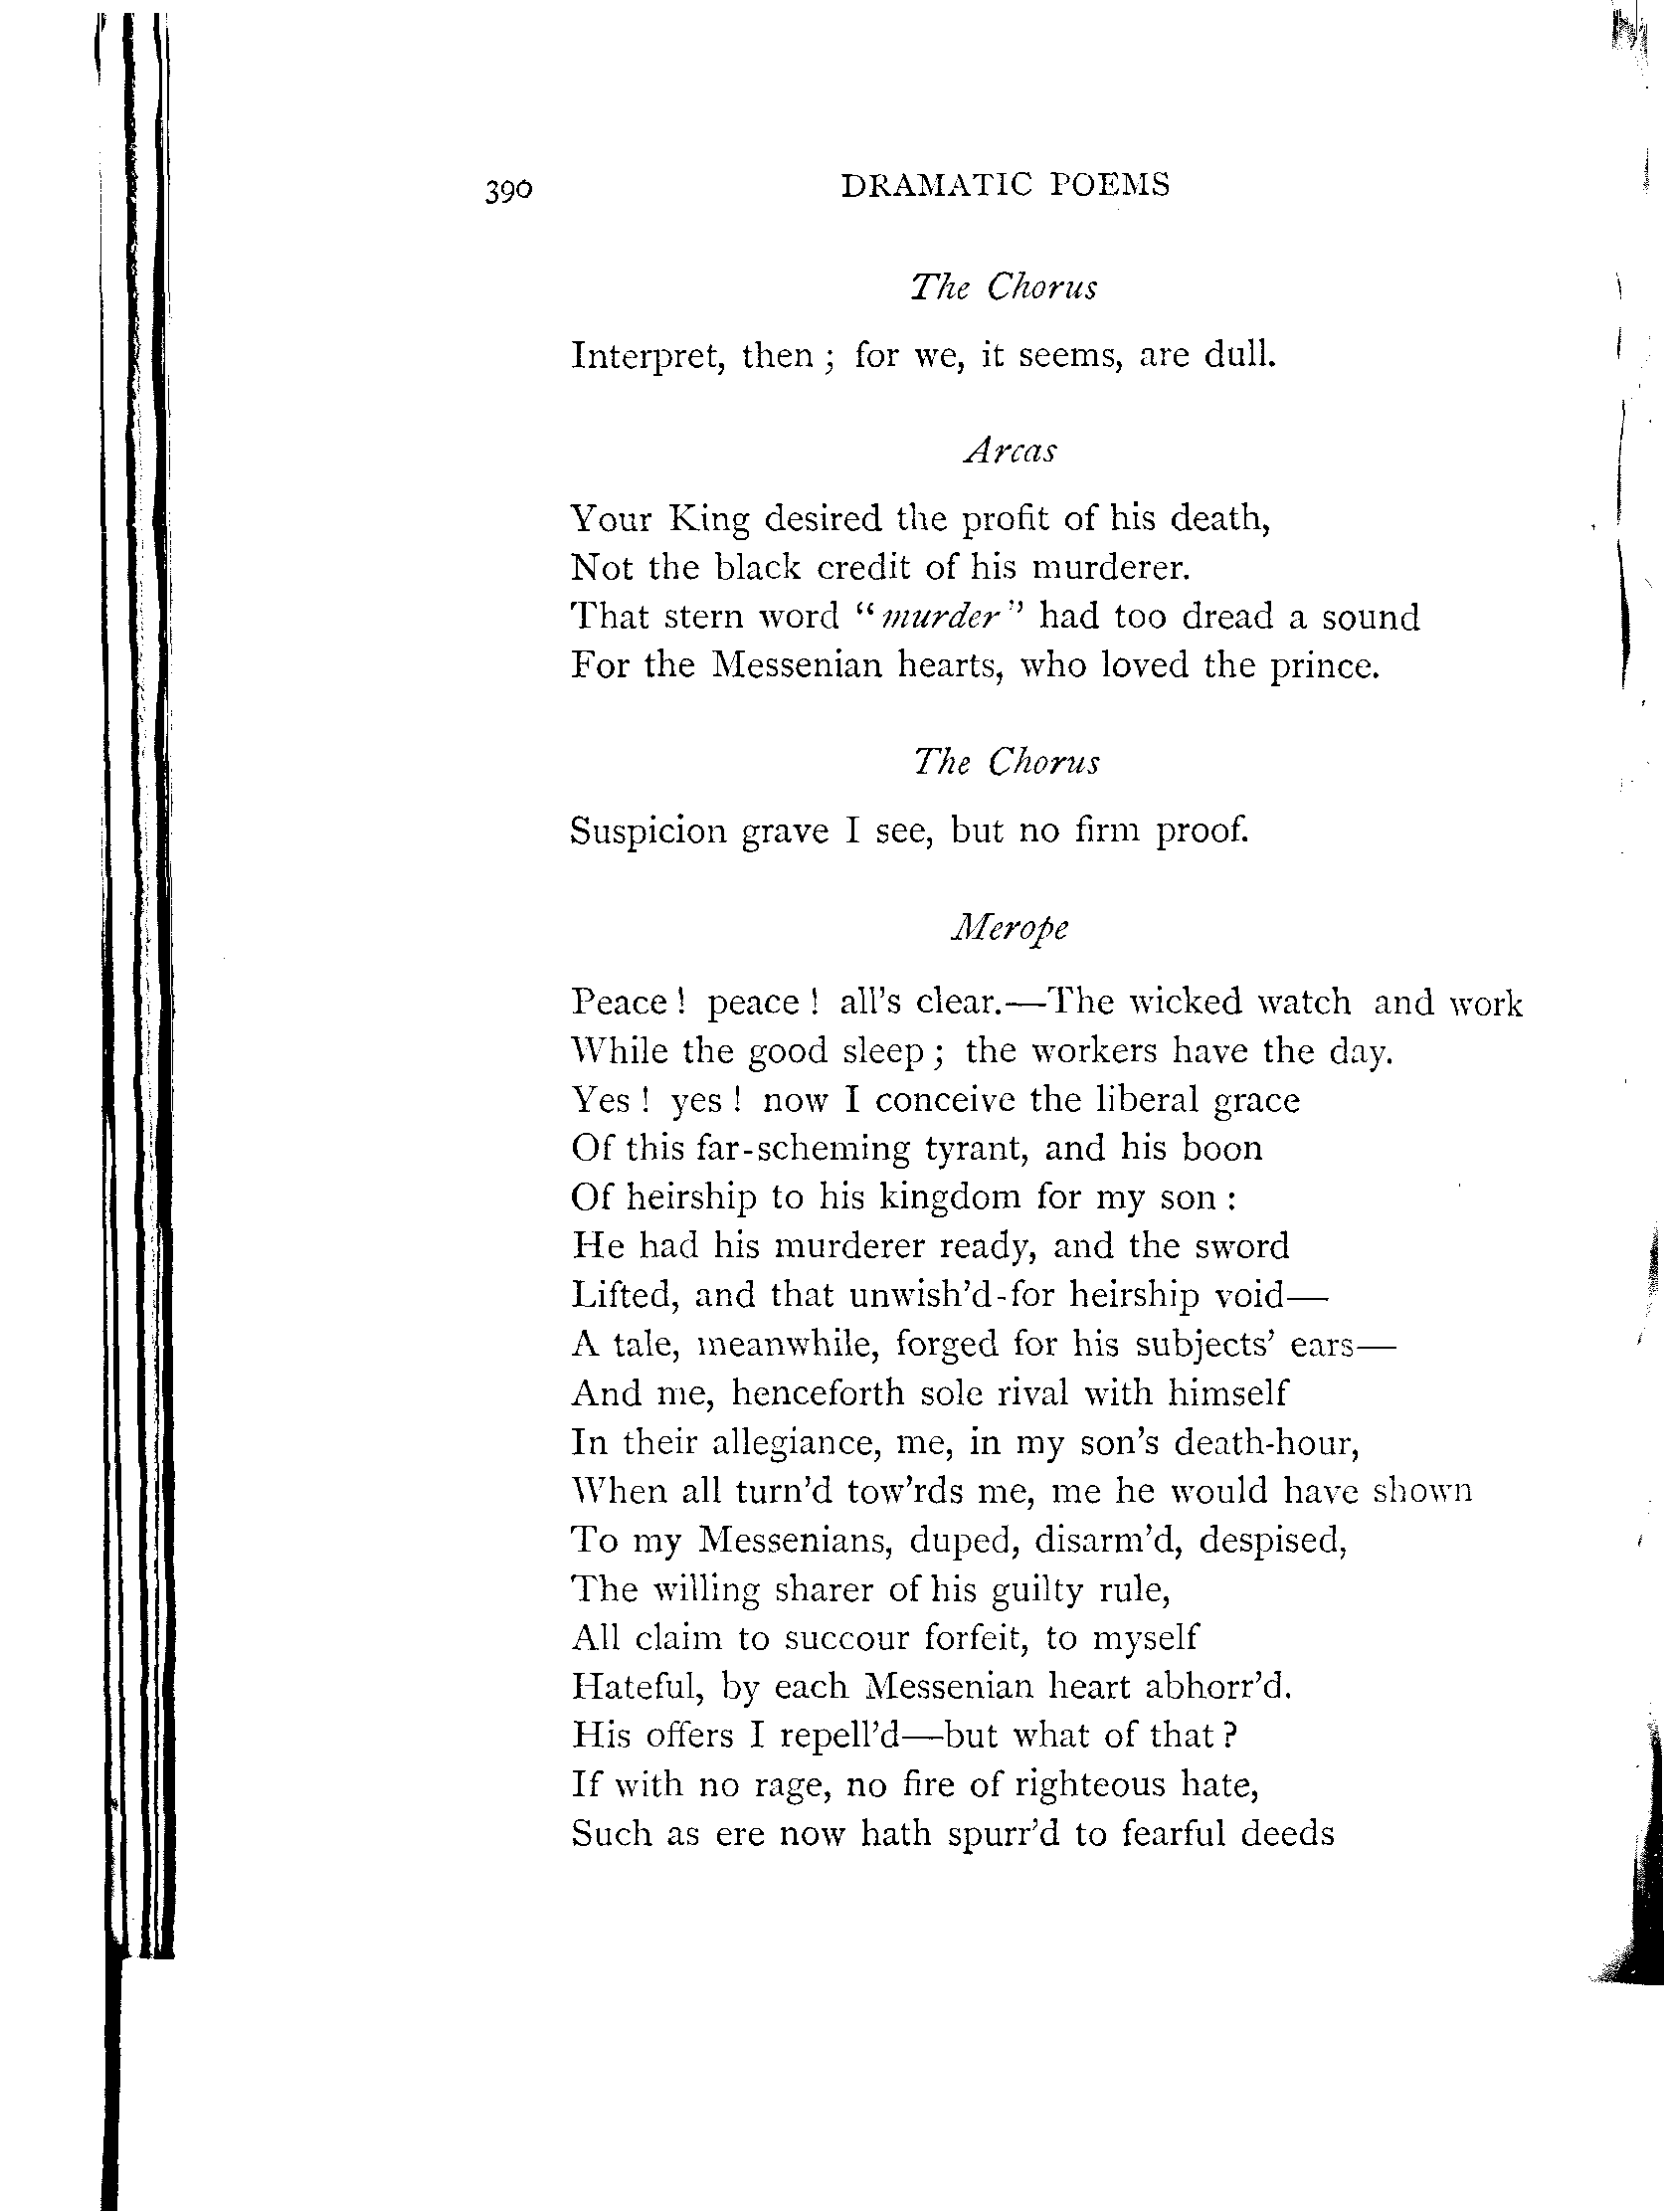 390 DRAMATIC POEMS
The Chorus
Interpret, then ; for we, it seems, are dull.
Arcas
Your King desired the profit of his death,
Not the black credit of his murderer.
That stern word “murder” had too dread a sound
For the Messenian hearts, who loved the prince.
The Chorus
Suspicion grave I see, but no firm proof.
Merope
Peace ! peace ! all’s clear.—The wicked watch and work
While the good sleep ; the workers have the day.
Yes ! yes ! now I conceive the liberal grace
Of this far-scheming tyrant, and his boon
Of heirship to his kingdom for my son :
He had his murderer ready, and the sword
Lifted, and that unwish’d-for heirship void—
A tale, meanwhile, forged for his subjects’ ears—
And me, henceforth sole rival with himself
In their allegiance, me, in my son’s death-hour,
When all turn’d tow’rds me, me he would have shown
To my Messenians, duped, disarm’d, despised,
The willing sharer of his guilty rule,
All claim to succour forfeit, to myself
Hateful, by each Messenian heart abhorr’d.
His offers I repell’d—but what of that ?
If with no rage, no fire of righteous hate,
Such as ere now hath spurr’d to fearful deeds